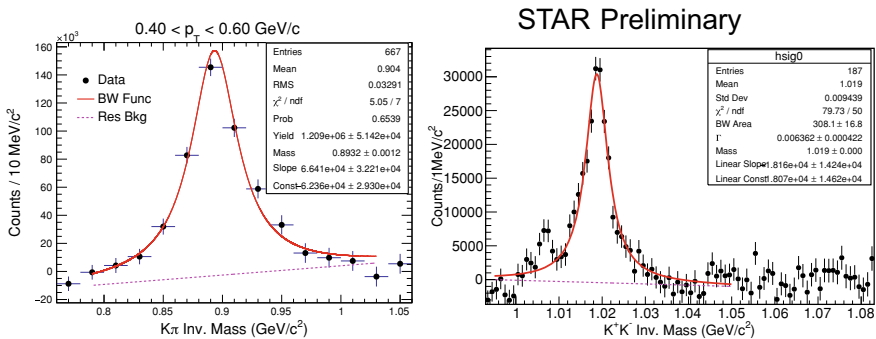 STAR Preliminary
0.40 < p_T < 0.60 GeV/c
×10³
160
140
120
100
80
60
40
20
0
−20
Counts / 10 MeV/c²
Data
BW Func
Res Bkg
Entries 667
Mean 0.904
RMS 0.03291
χ² / ndf 5.05 / 7
Prob 0.6539
Yield 1.209e+06 ± 5.142e+04
Mass 0.8932 ± 0.0012
Slope 6.641e+04 ± 3.221e+04
Const −6.236e+04 ± 2.930e+04
0.8 0.85 0.9 0.95 1 1.05
Kπ Inv. Mass (GeV/c²)
30000
25000
20000
15000
10000
5000
0
Counts/1MeV/c²
hsig0
Entries 187
Mean 1.019
Std Dev 0.009439
χ² / ndf 79.73 / 50
BW Area 308.1 ± 16.8
Γ 0.006362 ± 0.000422
Mass 1.019 ± 0.000
Linear Slope −1.816e+04 ± 1.424e+04
Linear Const 1.807e+04 ± 1.462e+04
1 1.01 1.02 1.03 1.04 1.05 1.06 1.07 1.08
K⁺K⁻ Inv. Mass (GeV/c²)